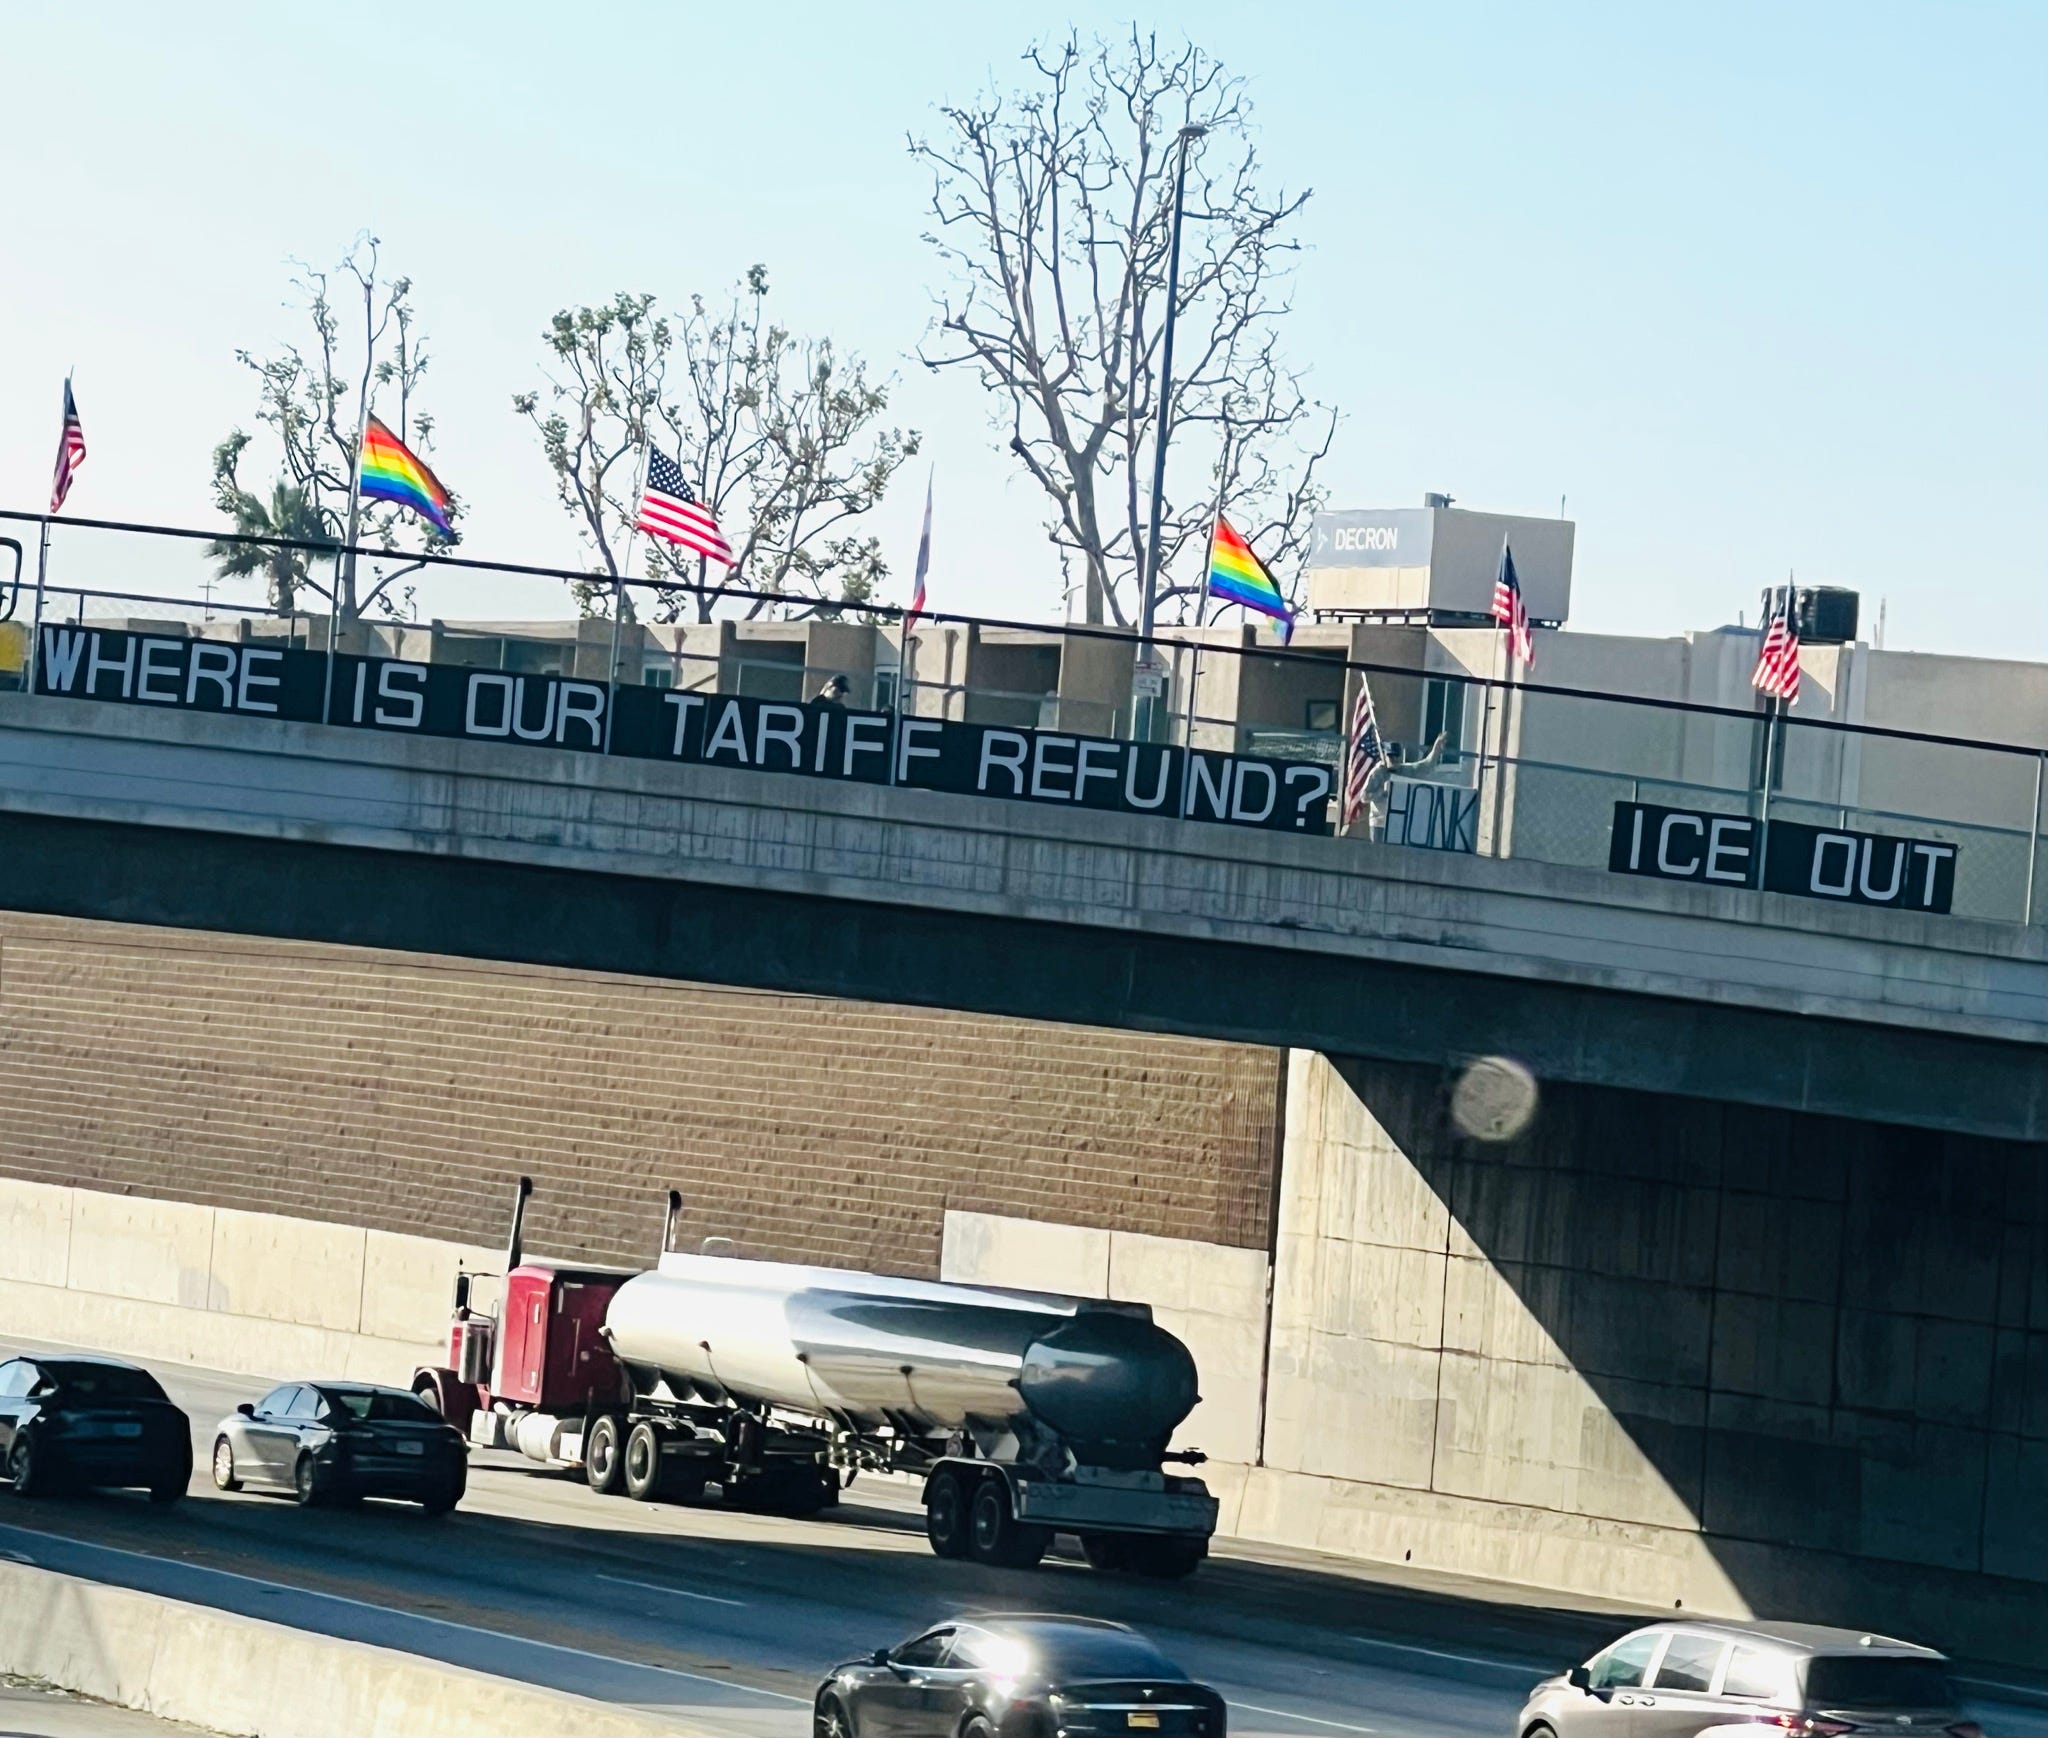 DECRON
WHERE IS OUR TARIFF REFUND?
HONK
ICE OUT